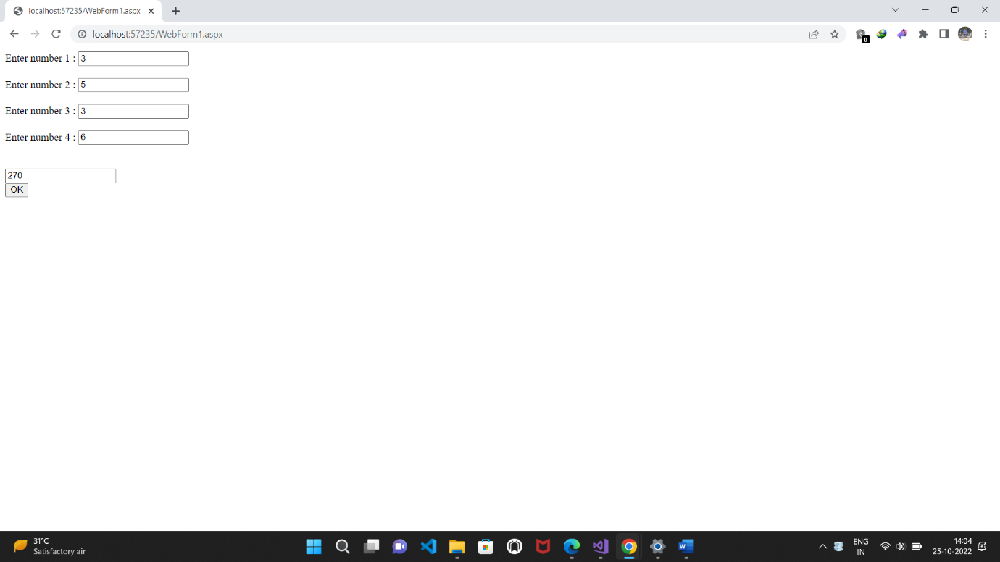 localhost:57235/WebForm1.aspx
localhost:57235/WebForm1.aspx
0
Enter number 1 : 3
Enter number 2 : 5
Enter number 3 : 3
Enter number 4 : 6
270
OK
31°C
Satisfactory air
W
ENG
IN
14:04
25-10-2022